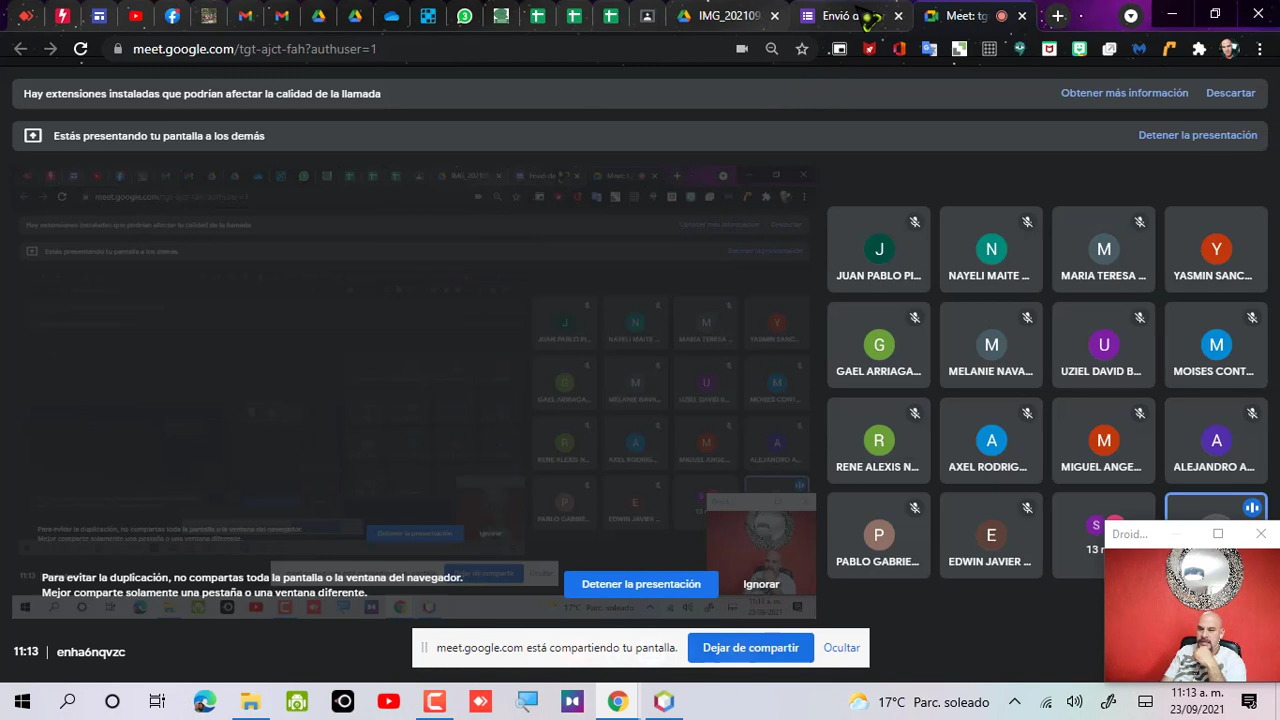 IMG_202109
Envió a
Meet: tg
meet.google.com/tgt-ajct-fah?authuser=1
Hay extensiones instaladas que podrían afectar la calidad de la llamada
Obtener más información
Descartar
Estás presentando tu pantalla a los demás
Detener la presentación
J
JUAN PABLO PI...
N
NAYELI MAITE ...
M
MARIA TERESA ...
Y
YASMIN SANC...
G
GAEL ARRIAGA...
M
MELANIE NAVA...
U
UZIEL DAVID B...
M
MOISES CONT...
R
RENE ALEXIS N...
A
AXEL RODRIG...
M
MIGUEL ANGE...
A
ALEJANDRO A...
P
PABLO GABRIE...
E
EDWIN JAVIER ...
S
Droid...
Para evitar la duplicación, no compartas toda la pantalla o la ventana del navegador.
Mejor comparte solamente una pestaña o una ventana diferente.
Detener la presentación
Ignorar
11:13
enha6nqvzc
meet.google.com está compartiendo tu pantalla.
Dejar de compartir
Ocultar
17°C Parc. soleado
11:13 a. m.
23/09/2021